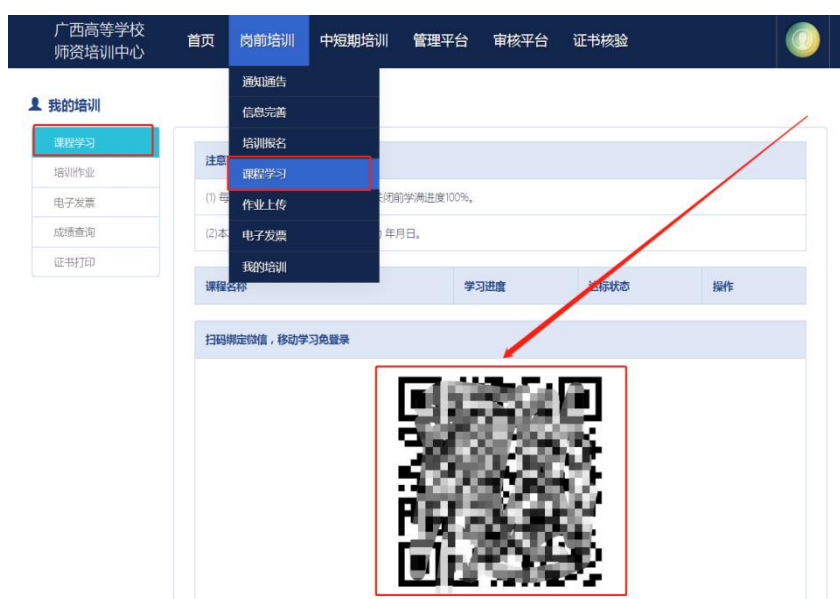 广西高等学校
师资培训中心
首页 岗前培训 中短期培训 管理平台 审核平台 证书核验
通知通告
信息完善
培训报名
课程学习
作业上传
电子发票
我的培训
我的培训
课程学习
培训作业
电子发票
成绩查询
证书打印
注意
(1) 每 关闭前学满进度100%。
(2)本 年月日。
课程名称 学习进度 达标状态 操作
扫码绑定微信，移动学习免登录